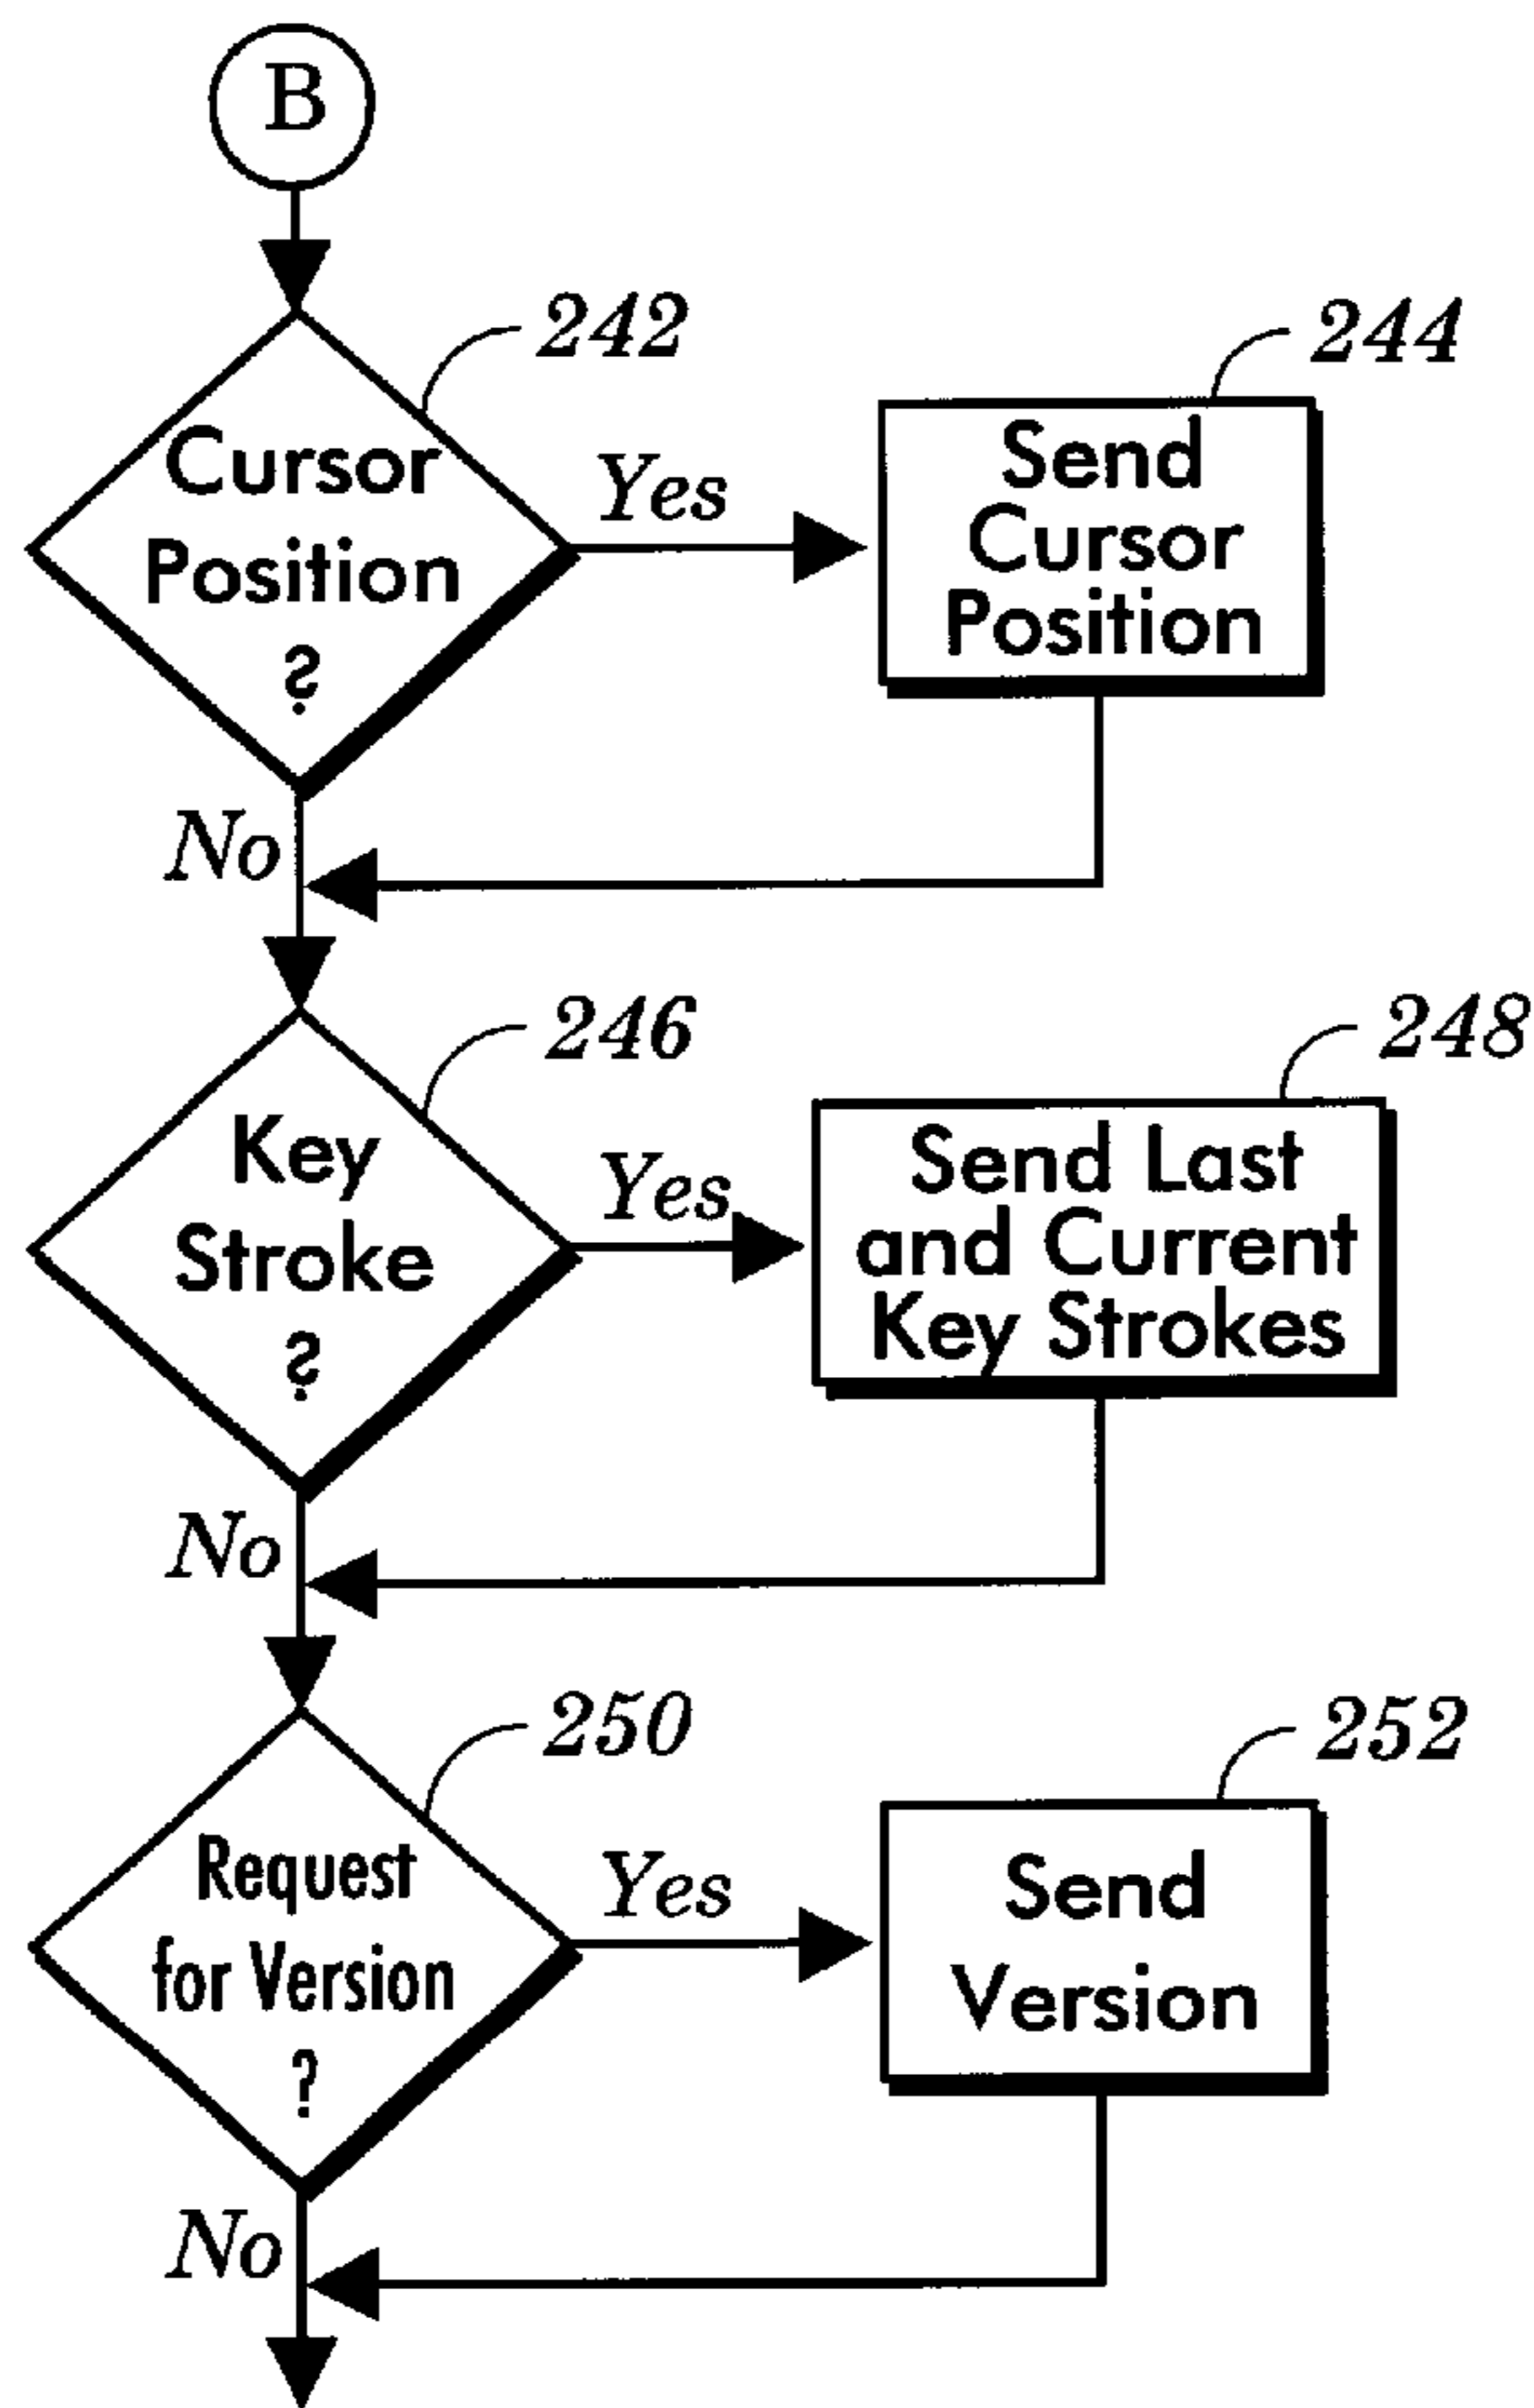 B
242
Cursor
Position
?
Yes
244
Send
Cursor
Position
No
246
Key
Stroke
?
Yes
248
Send Last
and Current
Key Strokes
No
250
Request
for Version
?
Yes
252
Send
Version
No